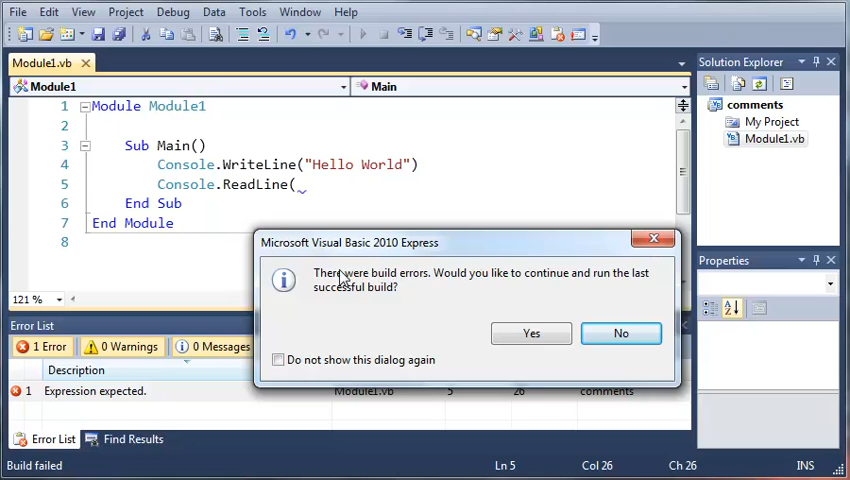 File Edit View Project Debug Data Tools Window Help
Module1.vb
Module1 Main
1 Module Module1
2
3 Sub Main()
4 Console.WriteLine("Hello World")
5 Console.ReadLine(
6 End Sub
7 End Module
8
121 %
Solution Explorer
comments
My Project
Module1.vb
Properties
Microsoft Visual Basic 2010 Express
There were build errors. Would you like to continue and run the last
successful build?
Yes No
Do not show this dialog again
Error List
1 Error 0 Warnings 0 Messages
Description
1 Expression expected. Module1.vb 5 26 comments
Error List Find Results
Build failed Ln 5 Col 26 Ch 26 INS